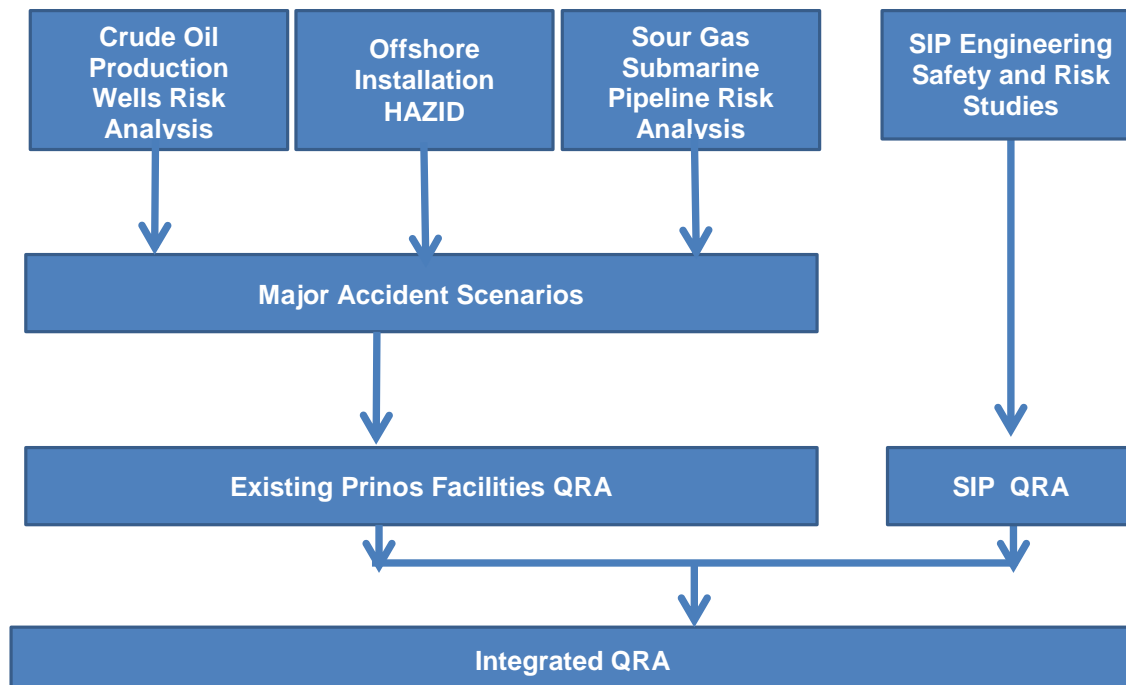 Crude Oil
Production
Wells Risk
Analysis
Offshore
Installation
HAZID
Sour Gas
Submarine
Pipeline Risk
Analysis
SIP Engineering
Safety and Risk
Studies
Major Accident Scenarios
Existing Prinos Facilities QRA
SIP QRA
Integrated QRA